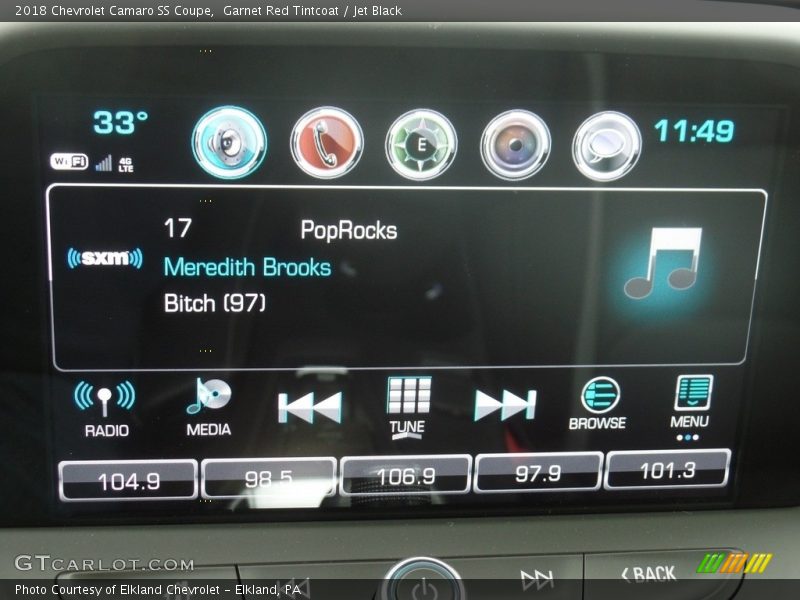 2018 Chevrolet Camaro SS Coupe,  Garnet Red Tintcoat / Jet Black
33° 11:49
WiFi 4G LTE
E
17 PopRocks
sxm
Meredith Brooks
Bitch (97)
RADIO MEDIA TUNE BROWSE MENU
104.9 98.5 106.9 97.9 101.3
GTCARLOT.COM
BACK
Photo Courtesy of Elkland Chevrolet - Elkland, PA